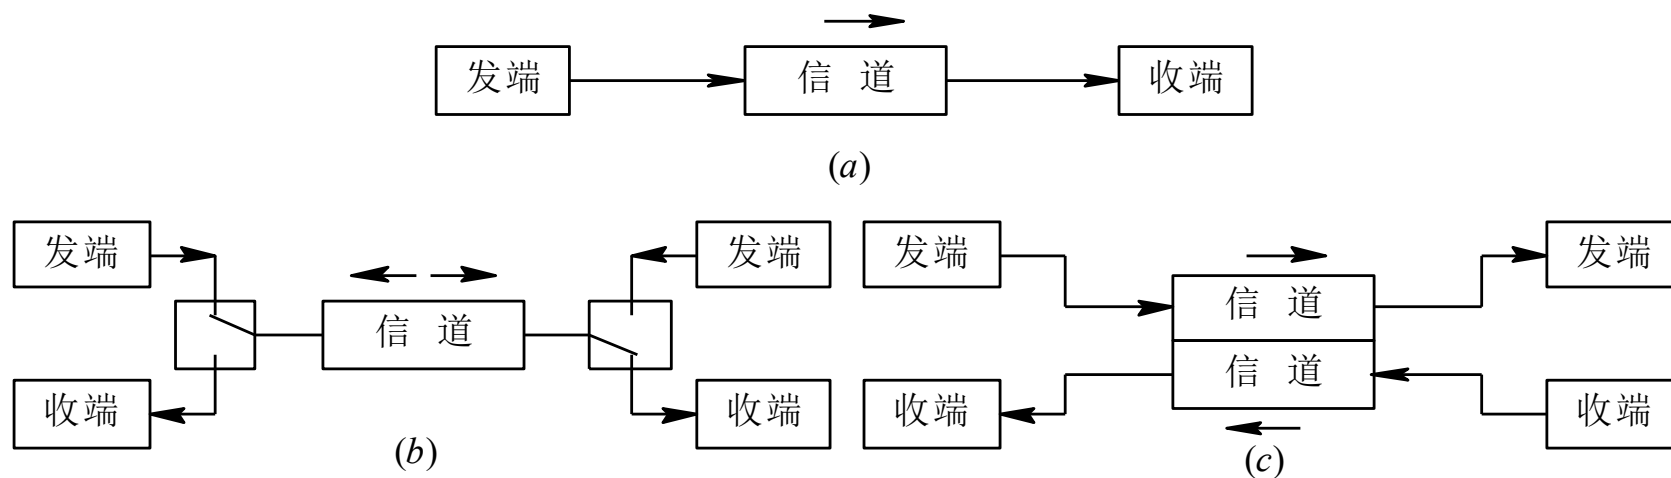 发端 信 道 收端
(a)
发端 发端 发端 发端
信 道 信 道
收端 收端 收端 信 道 收端
(b) (c)